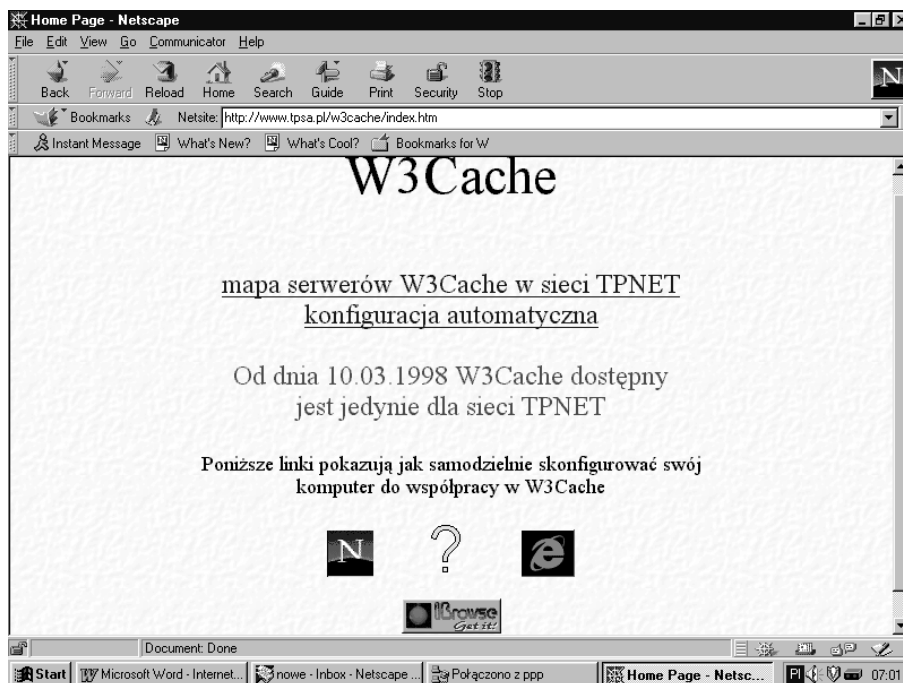 Home Page - Netscape
File Edit View Go Communicator Help
Back Forward Reload Home Search Guide Print Security Stop
N
Bookmarks Netsite: http://www.tpsa.pl/w3cache/index.htm
Instant Message What's New? What's Cool? Bookmarks for W
W3Cache
mapa serwerów W3Cache w sieci TPNET
konfiguracja automatyczna
Od dnia 10.03.1998 W3Cache dostępny
jest jedynie dla sieci TPNET
Poniższe linki pokazują jak samodzielnie skonfigurować swój
komputer do współpracy w W3Cache
N ? e
IBrowse
Get it!
Document: Done
Start Microsoft Word - Internet... nowe - Inbox - Netscape ... Połączono z ppp Home Page - Netsc... Pl 07:01